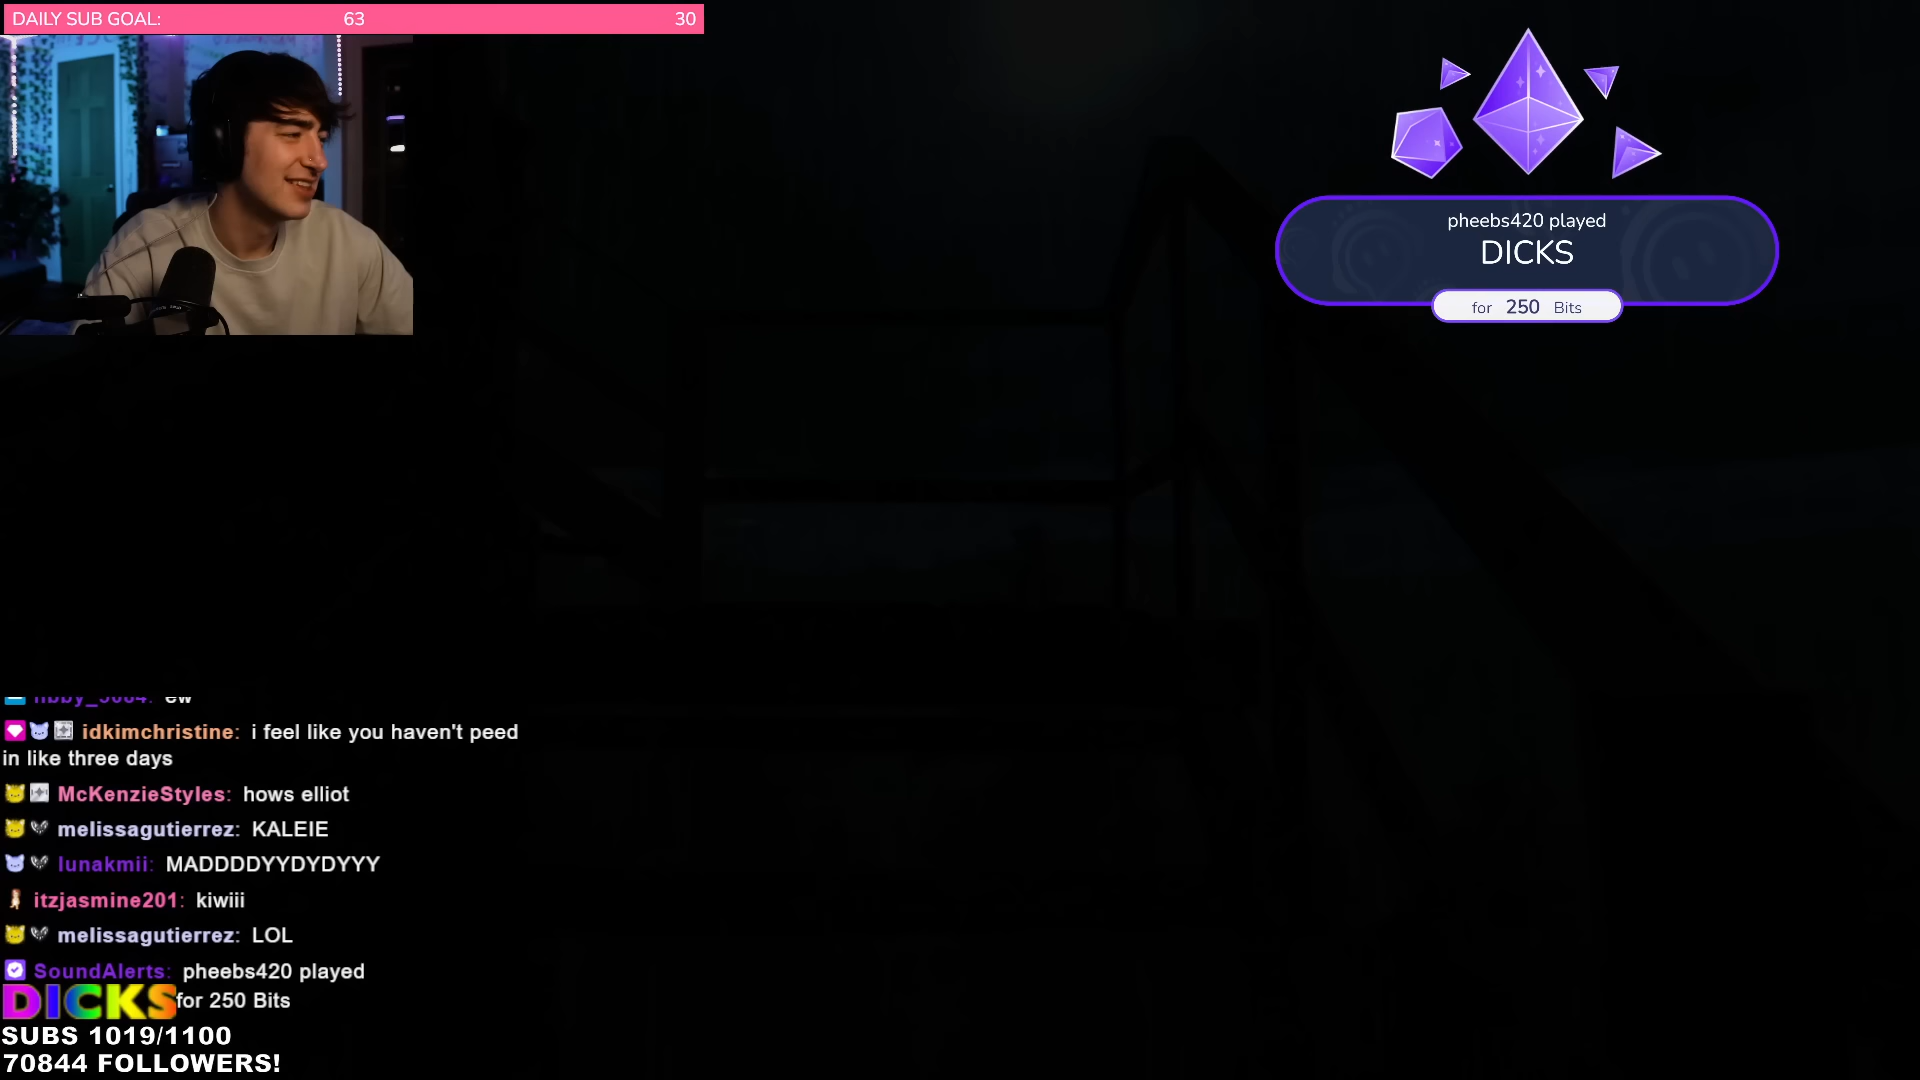 DAILY SUB GOAL: 63 30
pheebs420 played
DICKS
for 250 Bits
ew
idkimchristine: i feel like you haven't peed
in like three days
McKenzieStyles: hows elliot
melissagutierrez: KALEIE
lunakmii: MADDDDYYDYDYYY
itzjasmine201: kiwiii
melissagutierrez: LOL
SoundAlerts: pheebs420 played
DICKS for 250 Bits
SUBS 1019/1100
70844 FOLLOWERS!